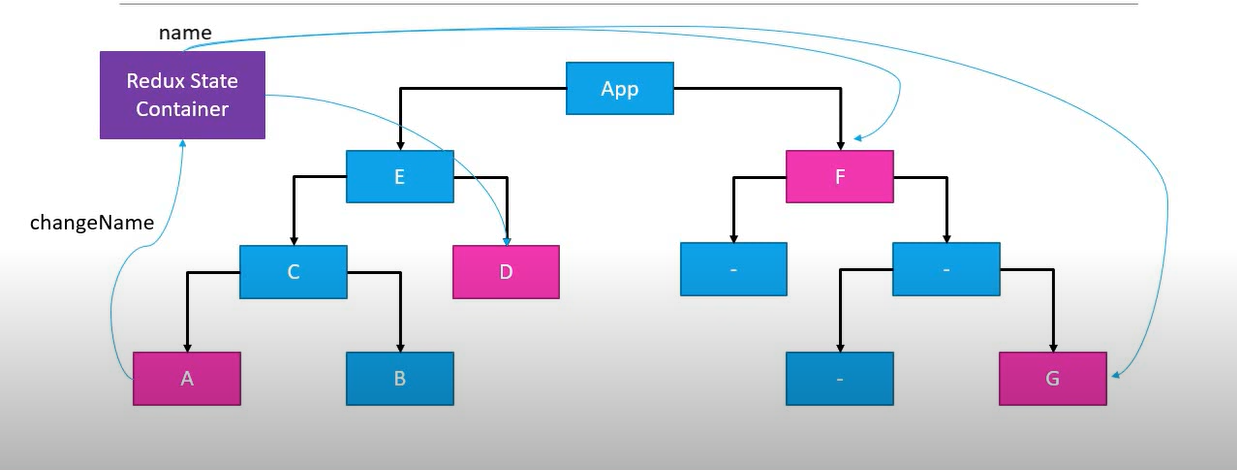 name
Redux State
Container
App
E
F
changeName
C
D
-
-
A
B
-
G